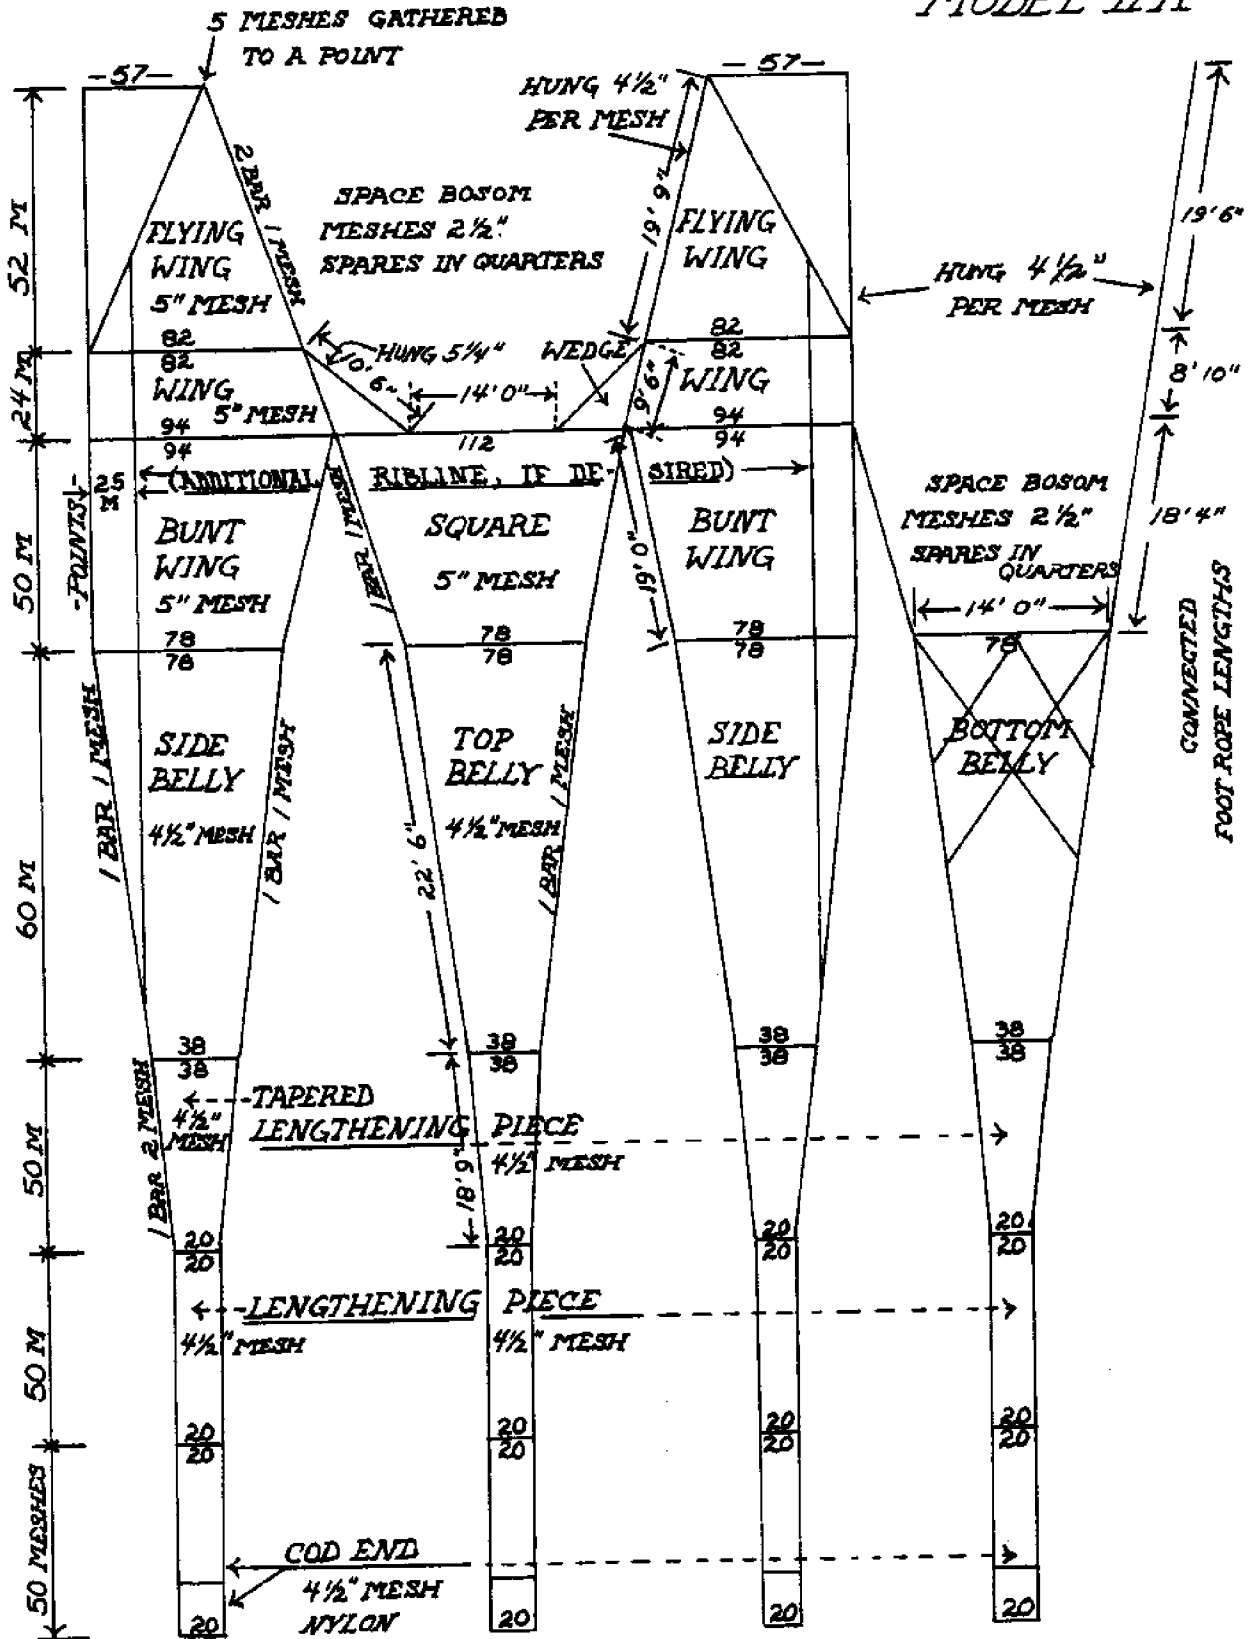 MODEL IIA
5 MESHES GATHERED
TO A POINT
-57-
-57-
HUNG 4½"
PER MESH
2 BAR 1 MESH
SPACE BOSOM
MESHES 2½"
SPARES IN QUARTERS
19' 9"
52 M
FLYING
WING
5" MESH
FLYING
WING
19' 6"
HUNG 4½"
PER MESH
82
82
HUNG 5¼"
WEDGE
82
82
24 M
WING
5" MESH
10' 6"
14' 0"
9' 6"
WING
8' 10"
94
94
112
94
94
(ADDITIONAL RIBLINE, IF DESIRED)
-POINTS-
25
M
50 M
BUNT
WING
5" MESH
1 BAR 1 MESH
SQUARE
5" MESH
19' 0"
BUNT
WING
SPACE BOSOM
MESHES 2½"
SPARES IN
QUARTERS
18' 4"
14' 0"
78
78
78
78
78
78
78
CONNECTED
FOOT ROPE LENGTHS
60 M
1 BAR 1 MESH
SIDE
BELLY
4½" MESH
1 BAR 1 MESH
22' 6"
TOP
BELLY
4½" MESH
1 BAR 1 MESH
SIDE
BELLY
BOTTOM
BELLY
38
38
38
38
38
38
38
38
50 M
1 BAR 2 MESH
4½"
MESH
TAPERED
LENGTHENING PIECE
4½" MESH
18' 9"
20
20
20
20
20
20
20
20
50 M
LENGTHENING PIECE
4½" MESH
4½" MESH
20
20
20
20
20
20
20
20
50 MESHES
COD END
4½" MESH
NYLON
20
20
20
20